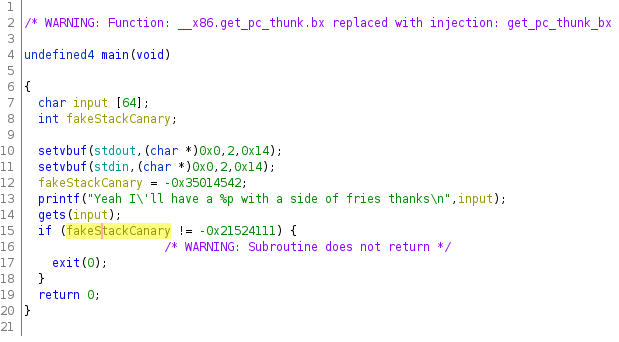 1
2 /* WARNING: Function: __x86.get_pc_thunk.bx replaced with injection: get_pc_thunk_bx
3
4 undefined4 main(void)
5
6 {
7 char input [64];
8 int fakeStackCanary;
9
10 setvbuf(stdout,(char *)0x0,2,0x14);
11 setvbuf(stdin,(char *)0x0,2,0x14);
12 fakeStackCanary = -0x35014542;
13 printf("Yeah I\'ll have a %p with a side of fries thanks\n",input);
14 gets(input);
15 if (fakeStackCanary != -0x21524111) {
16 /* WARNING: Subroutine does not return */
17 exit(0);
18 }
19 return 0;
20 }
21